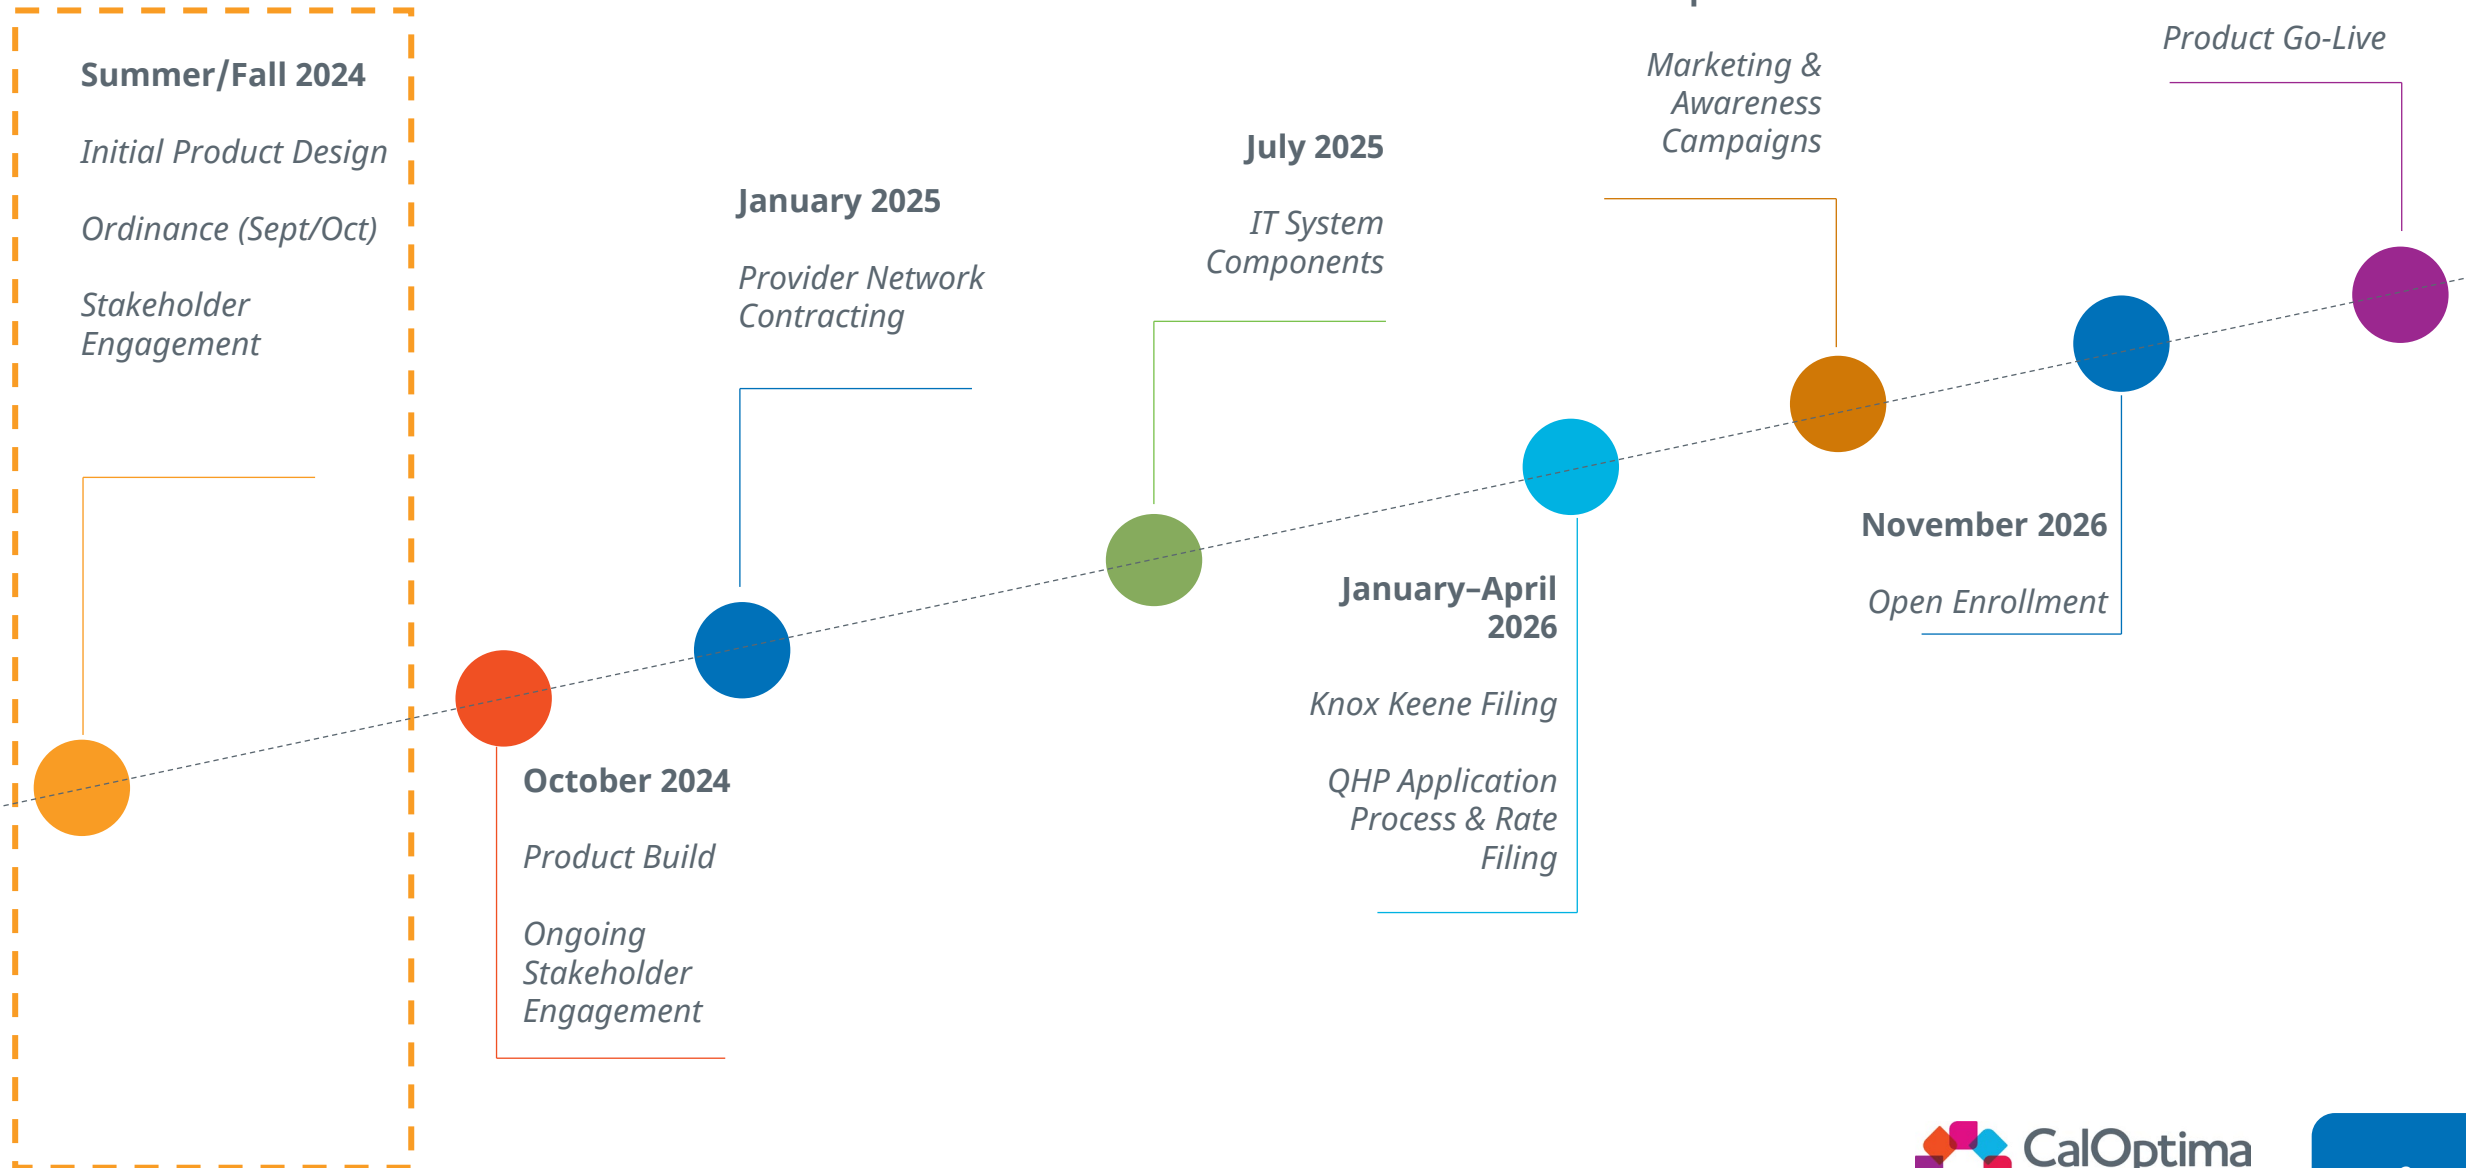 Summer/Fall 2024
Initial Product Design
Ordinance (Sept/Oct)
Stakeholder
Engagement
October 2024
Product Build
Ongoing
Stakeholder
Engagement
January 2025
Provider Network
Contracting
July 2025
IT System
Components
January–April
2026
Knox Keene Filing
QHP Application
Process & Rate
Filing
Marketing &
Awareness
Campaigns
November 2026
Open Enrollment
Product Go-Live
CalOptima